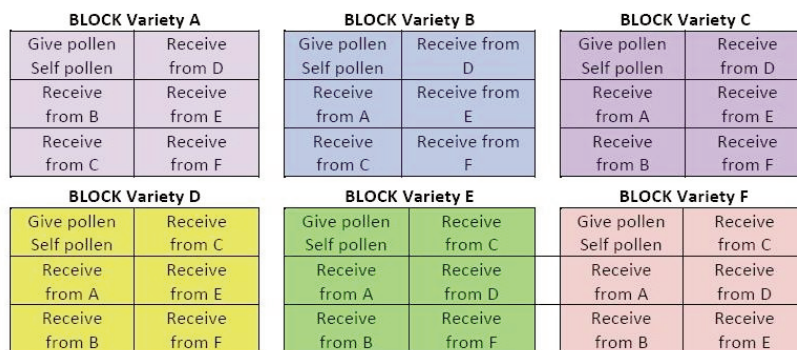 BLOCK Variety A
Give pollen Receive
Self pollen from D
Receive Receive
from B from E
Receive Receive
from C from F
BLOCK Variety B
Give pollen Receive from
Self pollen D
Receive Receive from
from A E
Receive Receive from
from C F
BLOCK Variety C
Give pollen Receive
Self pollen from D
Receive Receive
from A from E
Receive Receive
from B from F
BLOCK Variety D
Give pollen Receive
Self pollen from C
Receive Receive
from A from E
Receive Receive
from B from F
BLOCK Variety E
Give pollen Receive
Self pollen from C
Receive Receive
from A from D
Receive Receive
from B from F
BLOCK Variety F
Give pollen Receive
Self pollen from C
Receive Receive
from A from D
Receive Receive
from B from E